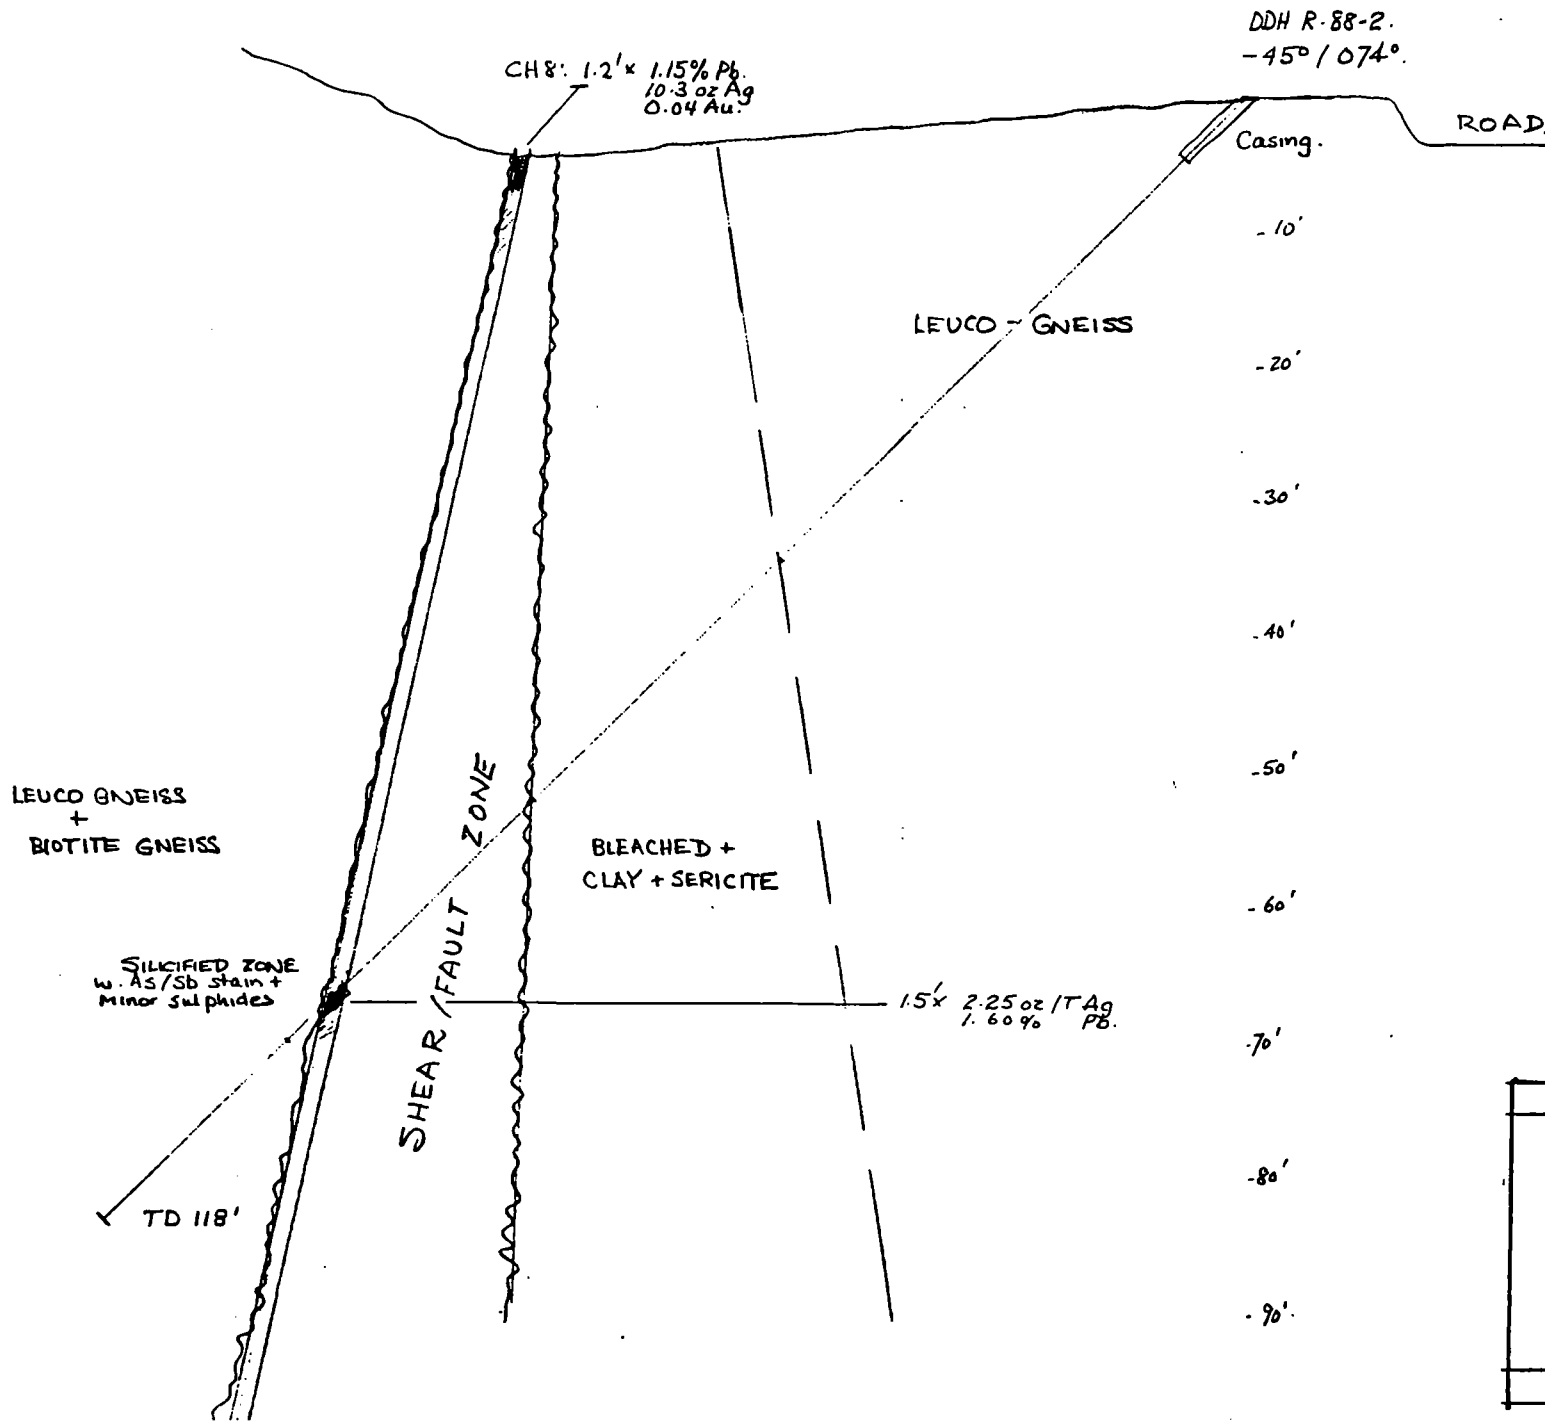 DDH R-88-2.
-45° / 074°.
CH8: 1.2' x 1.15% Pb.
10.3 oz Ag
0.04 Au.
ROAD.
Casing.
- 10'
LEUCO - GNEISS
- 20'
- 30'
- 40'
- 50'
SHEAR / FAULT ZONE
LEUCO GNEISS
+
BIOTITE GNEISS
BLEACHED +
CLAY + SERICITE
- 60'
SILICIFIED ZONE
w. As/Sb stain +
Minor sulphides
1.5' x 2.25 oz /T Ag
1.60% Pb.
- 70'
- 80'
TD 118'
- 90'.